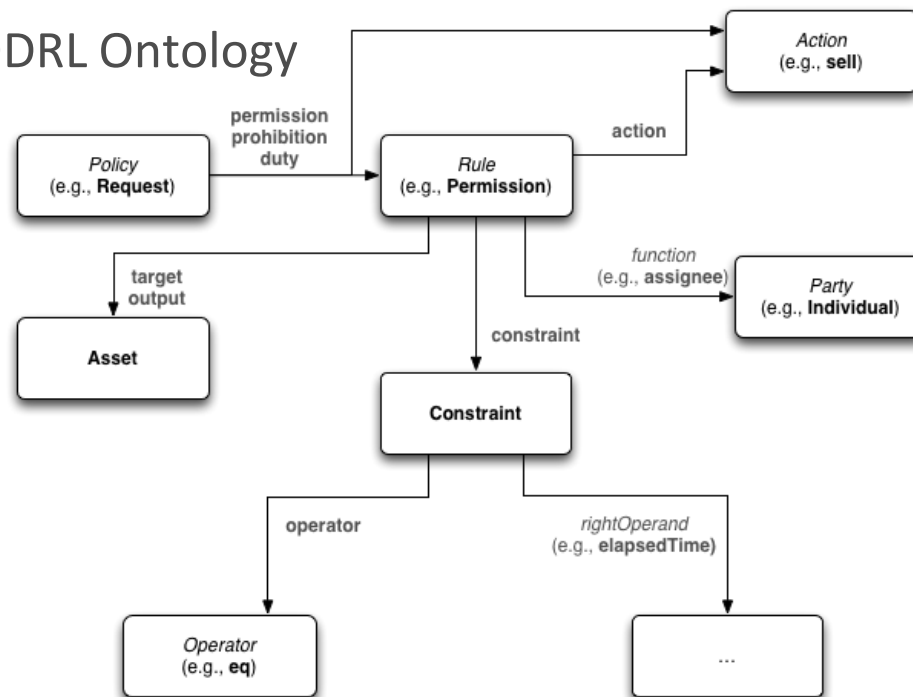 DRL Ontology
Action
(e.g., sell)
permission
prohibition
duty
action
Policy
(e.g., Request)
Rule
(e.g., Permission)
function
(e.g., assignee)
Party
(e.g., Individual)
target
output
constraint
Asset
Constraint
operator
rightOperand
(e.g., elapsedTime)
Operator
(e.g., eq)
...